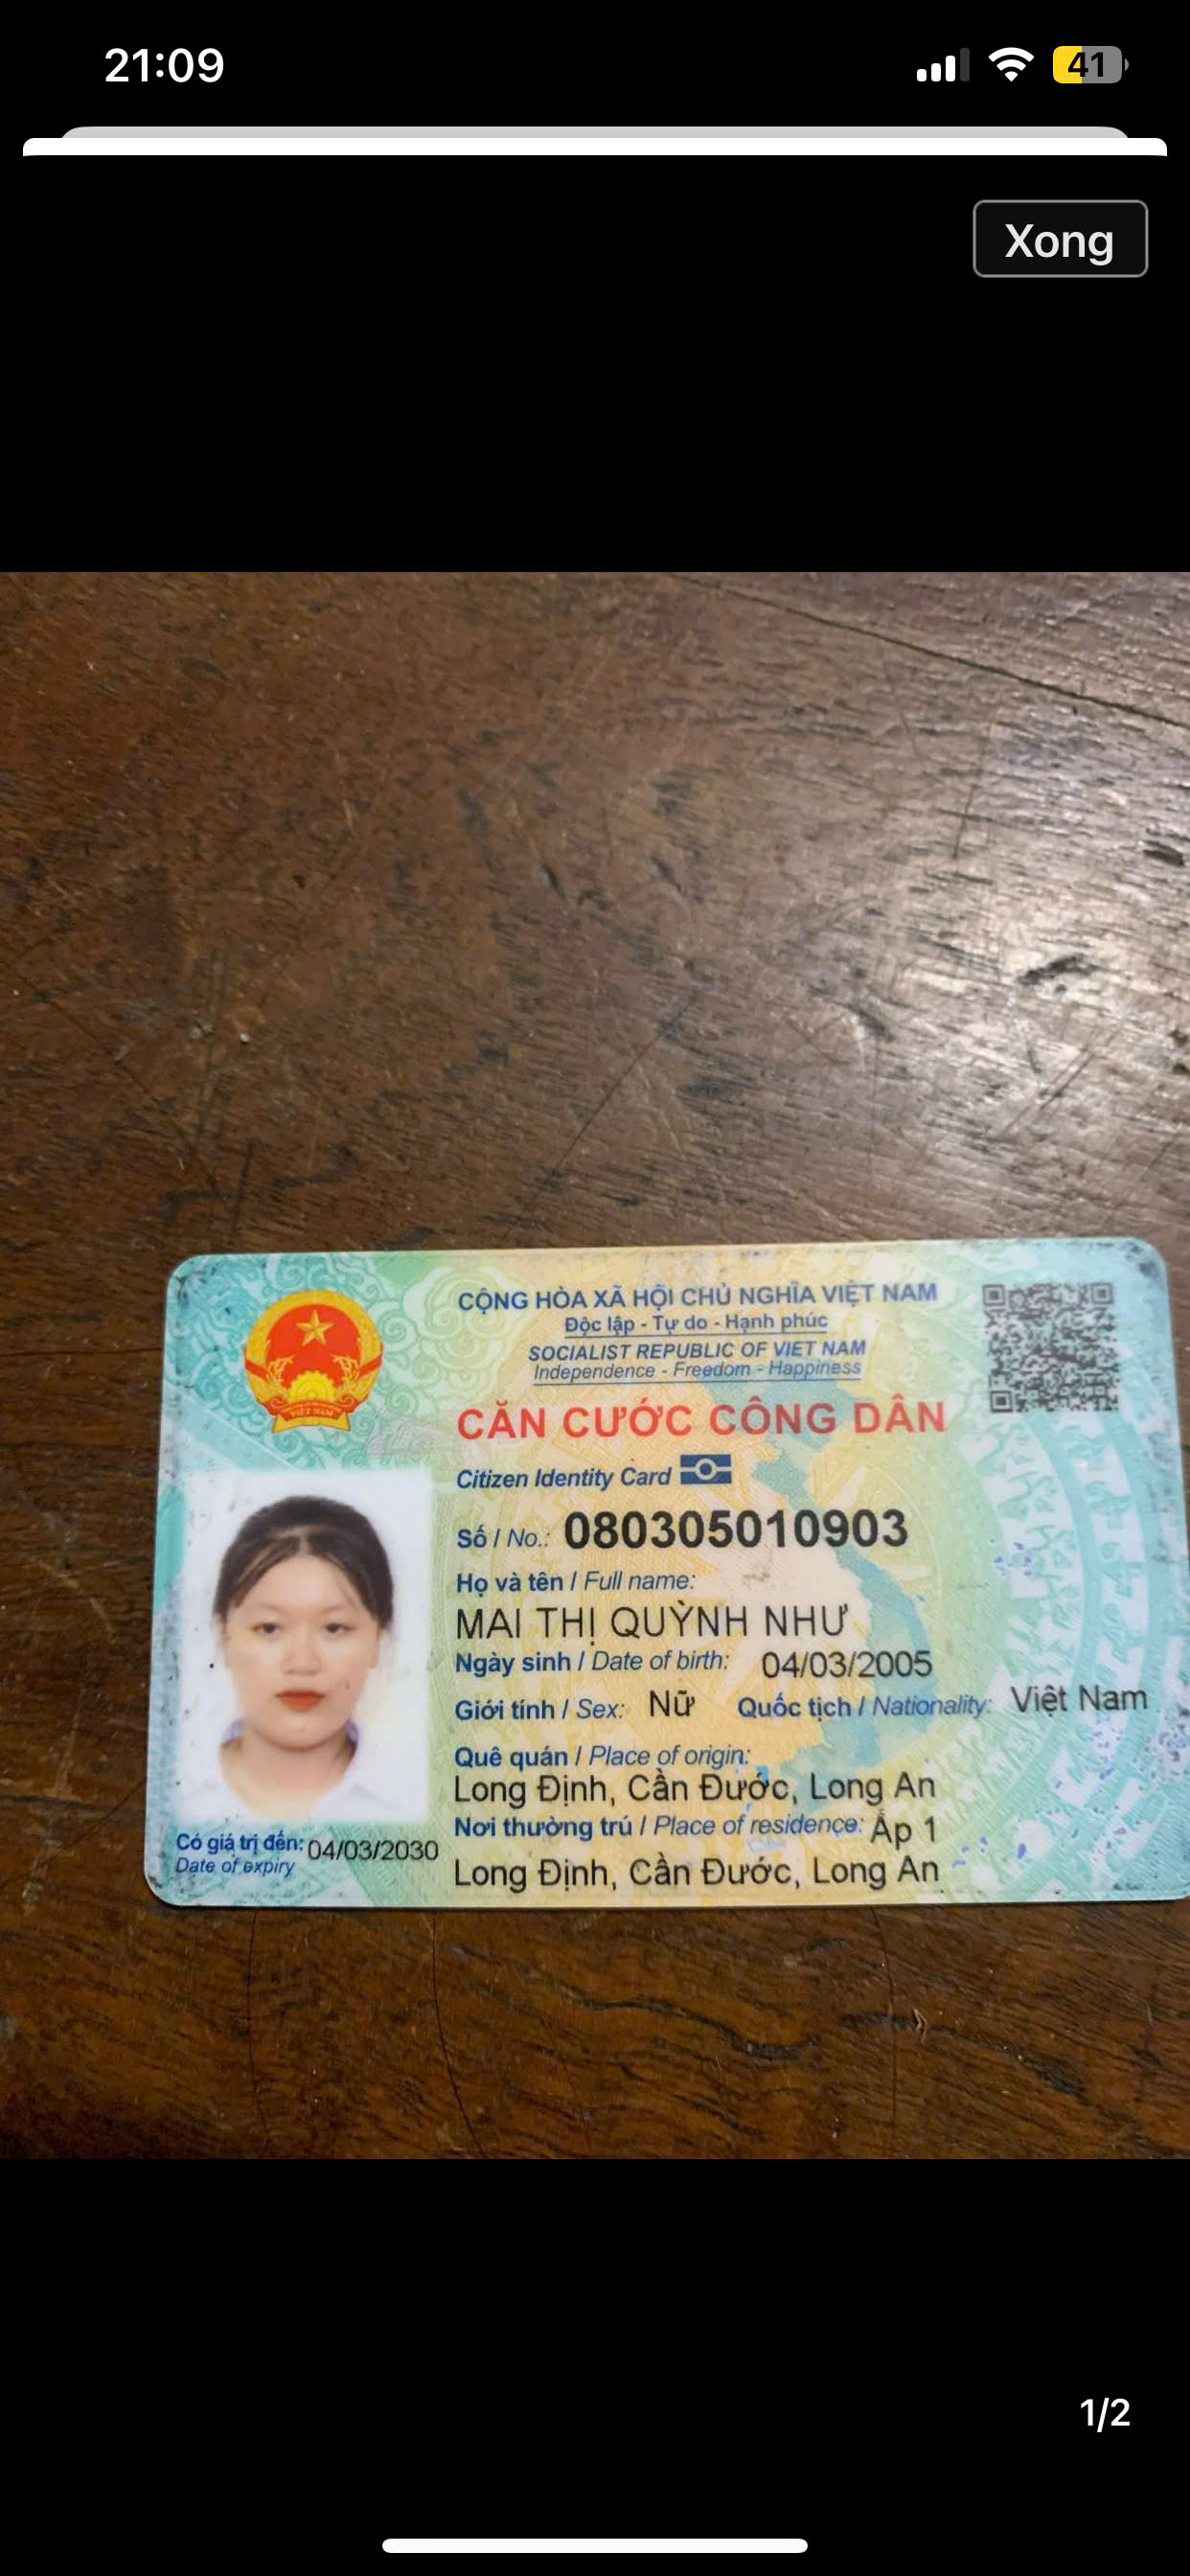 21:09
41
Xong
CỘNG HÒA XÃ HỘI CHỦ NGHĨA VIỆT NAM
Độc lập - Tự do - Hạnh phúc
SOCIALIST REPUBLIC OF VIET NAM
Independence - Freedom - Happiness
VIỆT NAM
CĂN CƯỚC CÔNG DÂN
Citizen Identity Card
Số / No.: 080305010903
Họ và tên / Full name:
MAI THỊ QUỲNH NHƯ
Ngày sinh / Date of birth: 04/03/2005
Giới tính / Sex: Nữ Quốc tịch / Nationality: Việt Nam
Quê quán / Place of origin:
Long Định, Cần Đước, Long An
Nơi thường trú / Place of residence: Ấp 1
Long Định, Cần Đước, Long An
Có giá trị đến: 04/03/2030
Date of expiry
1/2